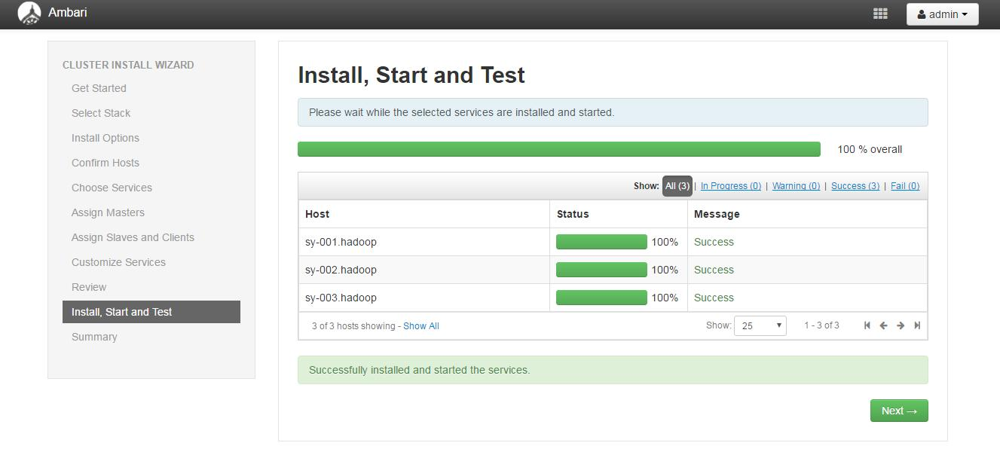 Ambari
admin
CLUSTER INSTALL WIZARD
Get Started
Select Stack
Install Options
Confirm Hosts
Choose Services
Assign Masters
Assign Slaves and Clients
Customize Services
Review
Install, Start and Test
Summary
Install, Start and Test
Please wait while the selected services are installed and started.
100 % overall
Show: All (3) | In Progress (0) | Warning (0) | Success (3) | Fail (0)
Host Status Message
sy-001.hadoop 100% Success
sy-002.hadoop 100% Success
sy-003.hadoop 100% Success
3 of 3 hosts showing - Show All Show: 25 1 - 3 of 3
Successfully installed and started the services.
Next →